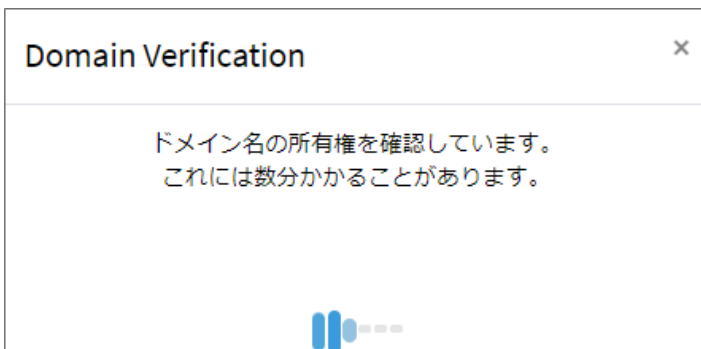 Domain Verification
×
ドメイン名の所有権を確認しています。
これには数分かかることがあります。